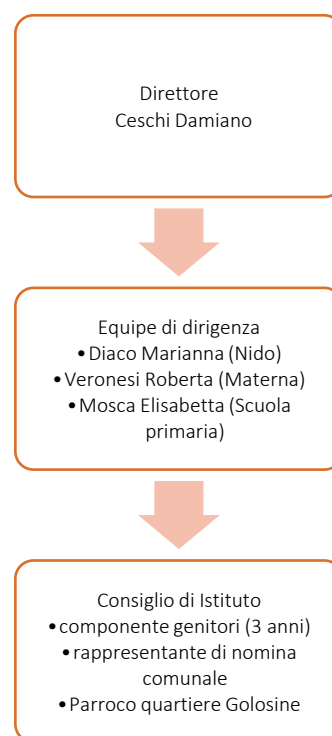 Direttore
Ceschi Damiano
Equipe di dirigenza
•Diaco Marianna (Nido)
•Veronesi Roberta (Materna)
•Mosca Elisabetta (Scuola
primaria)
Consiglio di Istituto
•componente genitori (3 anni)
•rappresentante di nomina
comunale
•Parroco quartiere Golosine